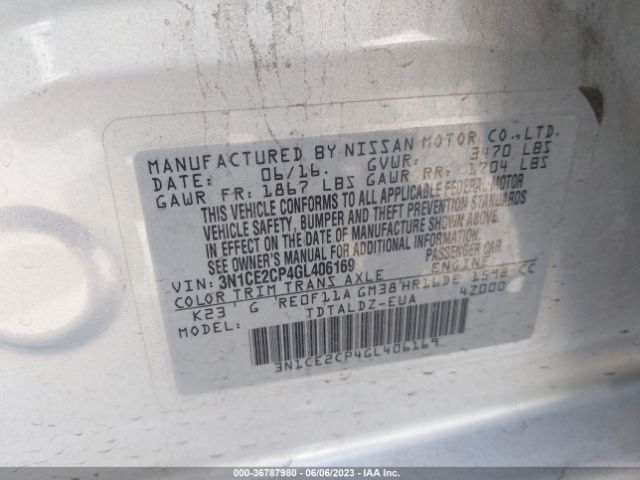 MANUFACTURED BY NISSAN MOTOR CO.,LTD.
DATE: 06/16. GVWR: 3470 LBS
GAWR FR: 1867 LBS GAWR RR: 1704 LBS
THIS VEHICLE CONFORMS TO ALL APPLICABLE FEDERAL MOTOR
VEHICLE SAFETY, BUMPER AND THEFT PREVENTION STANDARDS
IN EFFECT ON THE DATE OF MANUFACTURE SHOWN ABOVE.
SEE OWNER'S MANUAL FOR ADDITIONAL INFORMATION.
VIN: 3N1CE2CP4GL406169 PASSENGER CAR
COLOR TRIM TRANS AXLE ENGINE
K23 G RE0F11A GM38 HR16DE 1598 CC
MODEL: TDTALDZ-EUA 4Z000
3N1CE2CP4GL406169
000-36787980 - 06/06/2023 - IAA Inc.